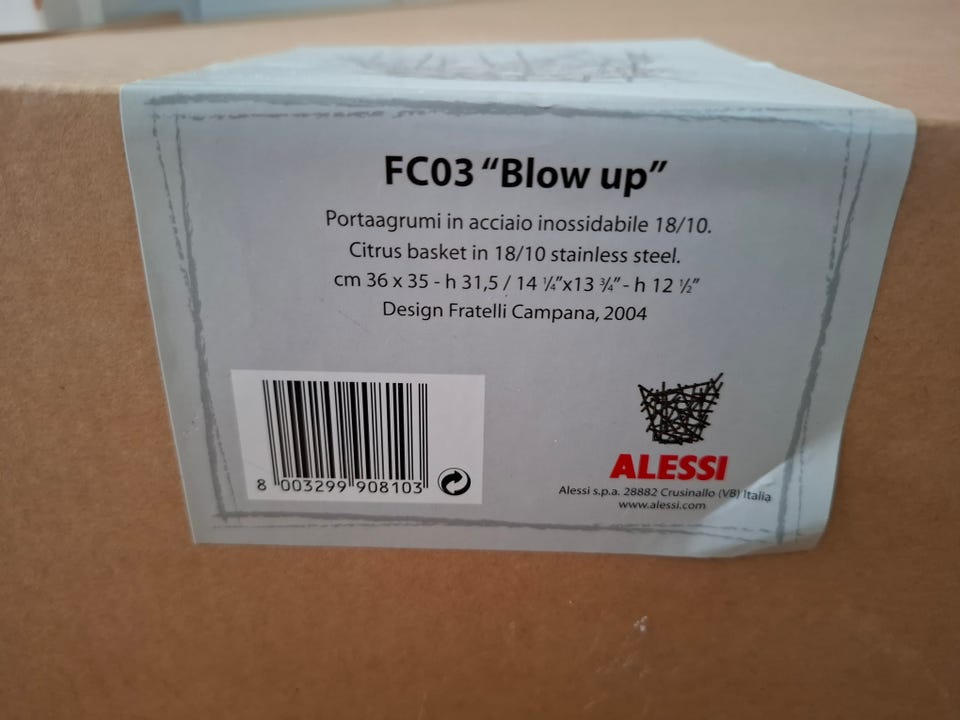 FC03 “Blow up”
Portaagrumi in acciaio inossidabile 18/10.
Citrus basket in 18/10 stainless steel.
cm 36 x 35 - h 31,5 / 14 ¼”x13 ¾” - h 12 ½”
Design Fratelli Campana, 2004
8 003299 908103
ALESSI
Alessi s.p.a. 28882 Crusinallo (VB) Italia
www.alessi.com